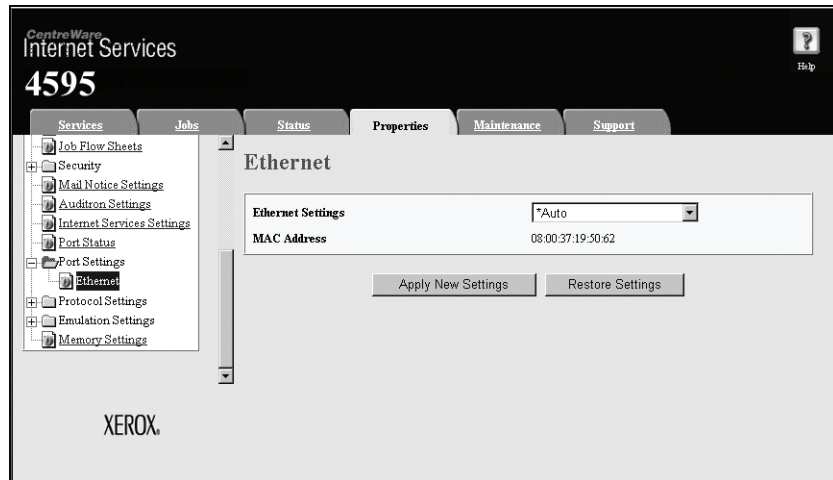 CentreWare
Internet Services
4595
Help
Services Jobs Status Properties Maintenance Support
Job Flow Sheets
Security
Mail Notice Settings
Auditron Settings
Internet Services Settings
Port Status
Port Settings
Ethernet
Protocol Settings
Emulation Settings
Memory Settings
XEROX®
Ethernet
Ethernet Settings *Auto
MAC Address 08:00:37:19:50:62
Apply New Settings Restore Settings